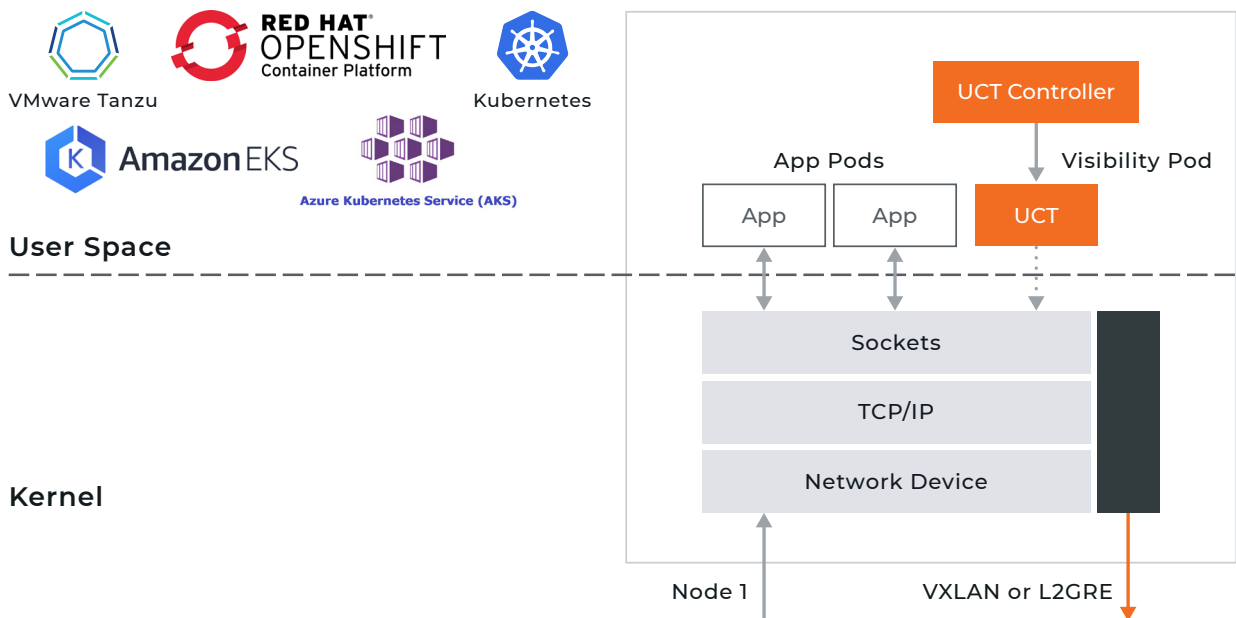 RED HAT®
OPENSHIFT
Container Platform
VMware Tanzu
Kubernetes
K
Amazon EKS
Azure Kubernetes Service (AKS)
User Space
Kernel
UCT Controller
App Pods
Visibility Pod
App
App
UCT
Sockets
TCP/IP
Network Device
Node 1
VXLAN or L2GRE